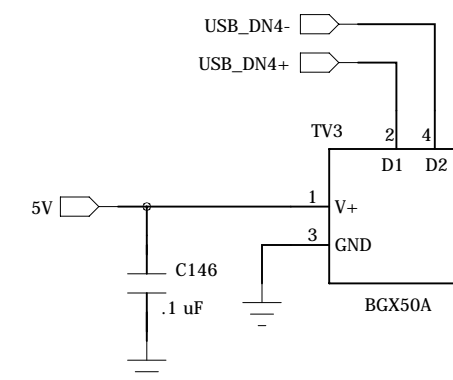 USB_DN4-
USB_DN4+
TV3
2
4
D1
D2
5V
1
V+
3
GND
C146
.1 uF
BGX50A